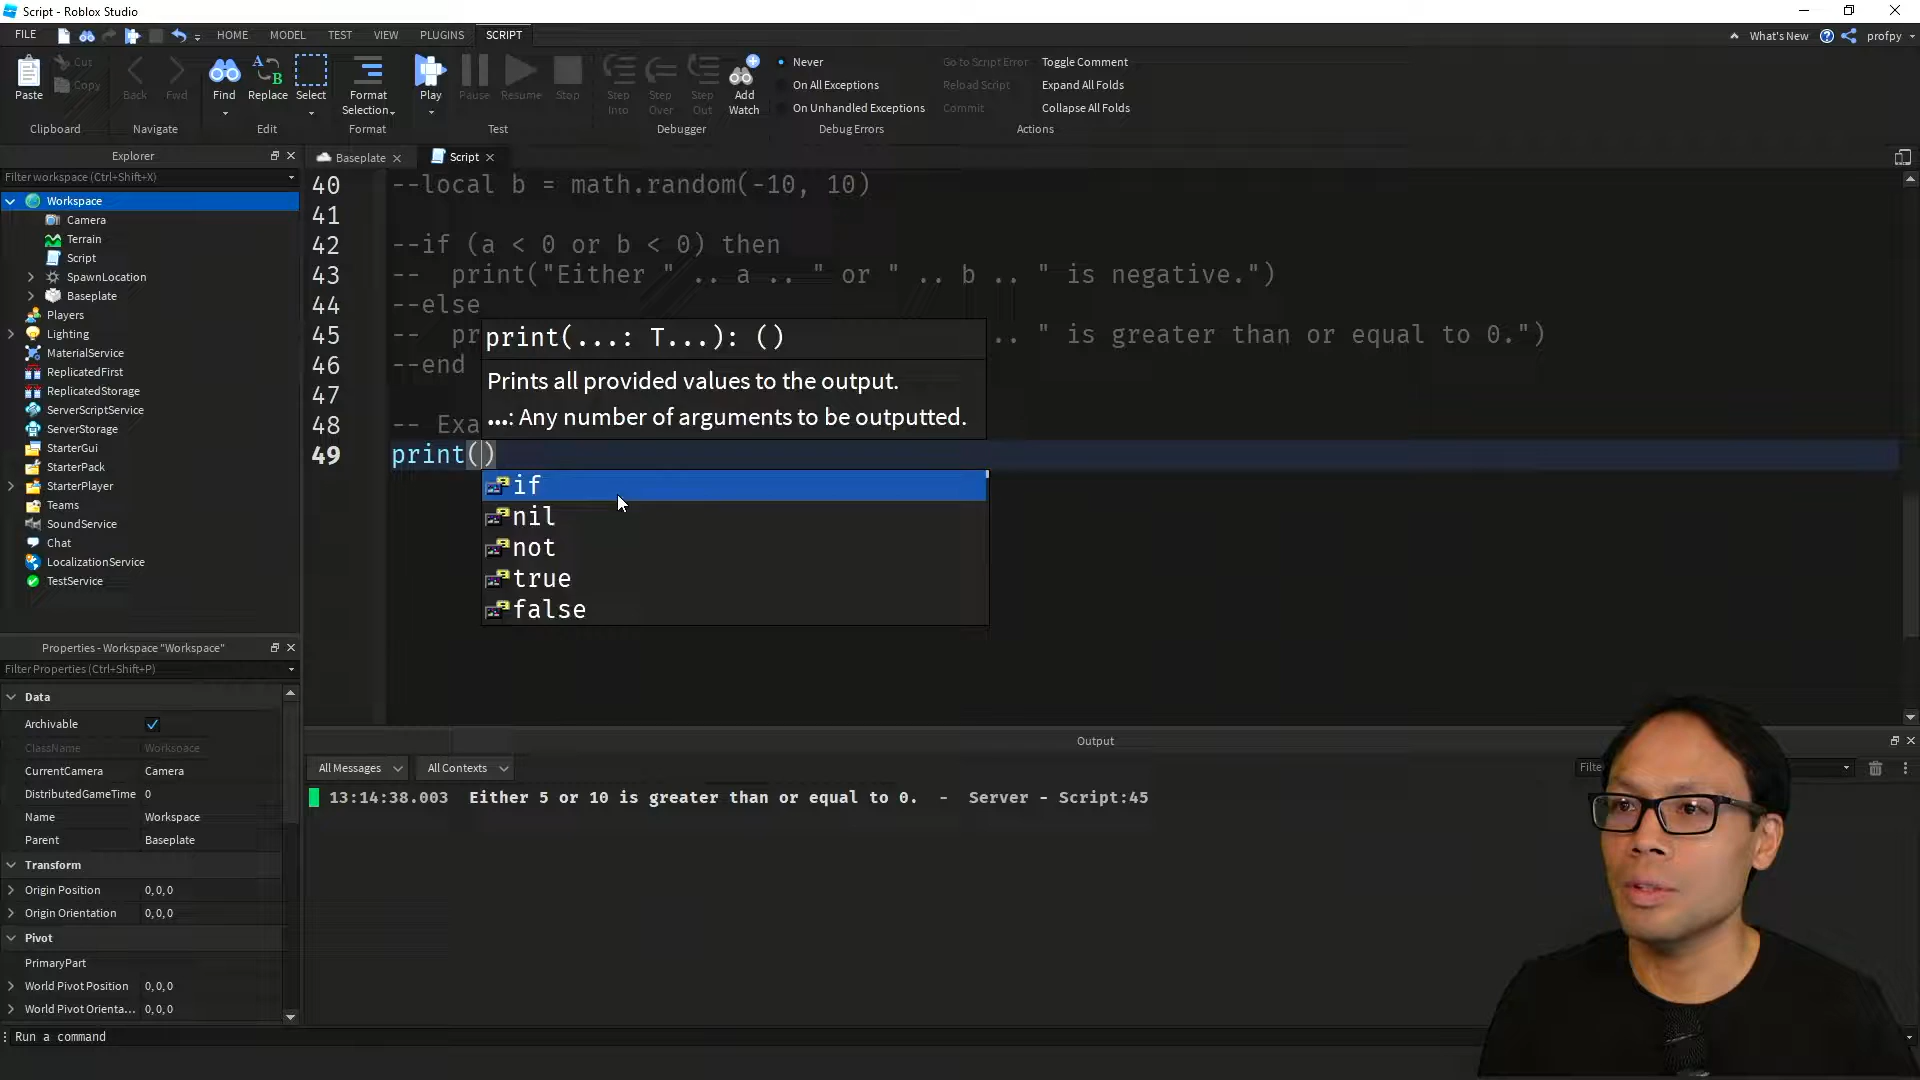 Script - Roblox Studio
FILE
HOME
MODEL
TEST
VIEW
PLUGINS
SCRIPT
What's New
profpy
Paste
Cut
Copy
Clipboard
Back
Fwd
Navigate
Find
Replace
Select
Edit
Format
Selection
Format
Play
Pause
Resume
Stop
Test
Step
Into
Step
Over
Step
Out
Add
Watch
Debugger
Never
On All Exceptions
On Unhandled Exceptions
Debug Errors
Go to Script Error
Reload Script
Commit
Toggle Comment
Expand All Folds
Collapse All Folds
Actions
Explorer
Filter workspace (Ctrl+Shift+X)
Workspace
Camera
Terrain
Script
SpawnLocation
Baseplate
Players
Lighting
MaterialService
ReplicatedFirst
ReplicatedStorage
ServerScriptService
ServerStorage
StarterGui
StarterPack
StarterPlayer
Teams
SoundService
Chat
LocalizationService
TestService
Properties - Workspace "Workspace"
Filter Properties (Ctrl+Shift+P)
Data
Archivable
ClassName Workspace
CurrentCamera Camera
DistributedGameTime 0
Name Workspace
Parent Baseplate
Transform
Origin Position 0, 0, 0
Origin Orientation 0, 0, 0
Pivot
PrimaryPart
World Pivot Position 0, 0, 0
World Pivot Orienta... 0, 0, 0
Baseplate
Script
40 --local b = math.random(-10, 10)
41
42 --if (a < 0 or b < 0) then
43 --  print("Either " .. a .. " or " .. b .. " is negative.")
44 --else
45 --  pr .. " is greater than or equal to 0.")
46 --end
47
48 -- Exa
49 print()
print(...: T...): ()
Prints all provided values to the output.
...: Any number of arguments to be outputted.
if
nil
not
true
false
Output
All Messages
All Contexts
Filte
13:14:38.003  Either 5 or 10 is greater than or equal to 0.  -  Server - Script:45
Run a command